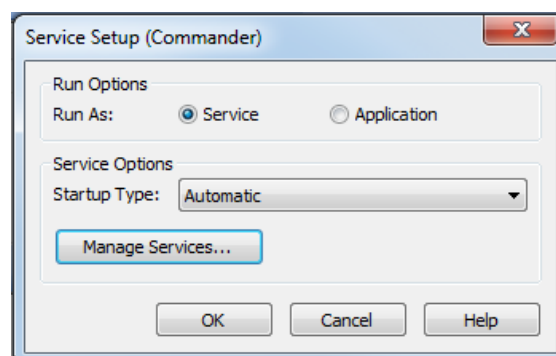 Service Setup (Commander)
Run Options
Run As: Service Application
Service Options
Startup Type: Automatic
Manage Services...
OK Cancel Help